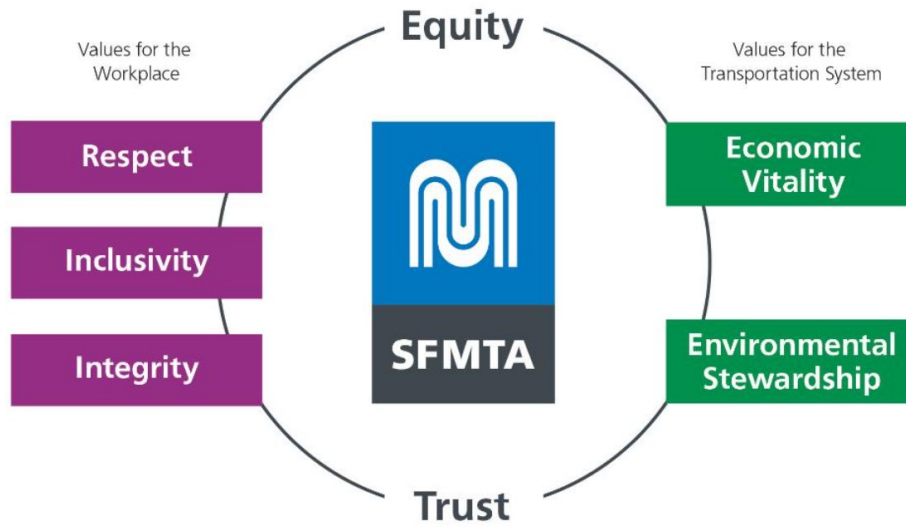 Equity
Values for the
Workplace
Respect
Inclusivity
Integrity
SFMTA
Values for the
Transportation System
Economic
Vitality
Environmental
Stewardship
Trust